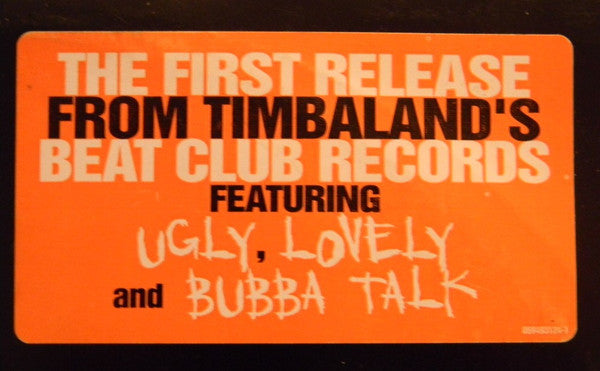 THE FIRST RELEASE
FROM TIMBALAND'S
BEAT CLUB RECORDS
FEATURING
UGLY, LOVELY
and BUBBA TALK